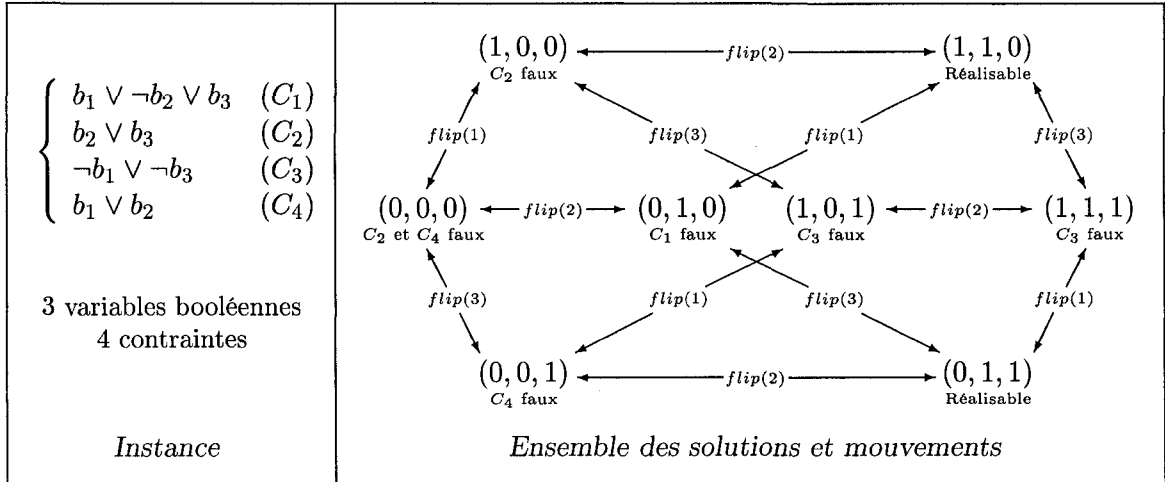 b₁ ∨ ¬b₂ ∨ b₃ (C₁)
b₂ ∨ b₃ (C₂)
¬b₁ ∨ ¬b₃ (C₃)
b₁ ∨ b₂ (C₄)
3 variables booléennes
4 contraintes
Instance
(1, 0, 0) flip(2) (1, 1, 0)
C₂ faux Réalisable
flip(1) flip(3) flip(1) flip(3)
(0, 0, 0) flip(2) (0, 1, 0) (1, 0, 1) flip(2) (1, 1, 1)
C₂ et C₄ faux C₁ faux C₃ faux C₃ faux
flip(3) flip(1) flip(3) flip(1)
(0, 0, 1) flip(2) (0, 1, 1)
C₄ faux Réalisable
Ensemble des solutions et mouvements